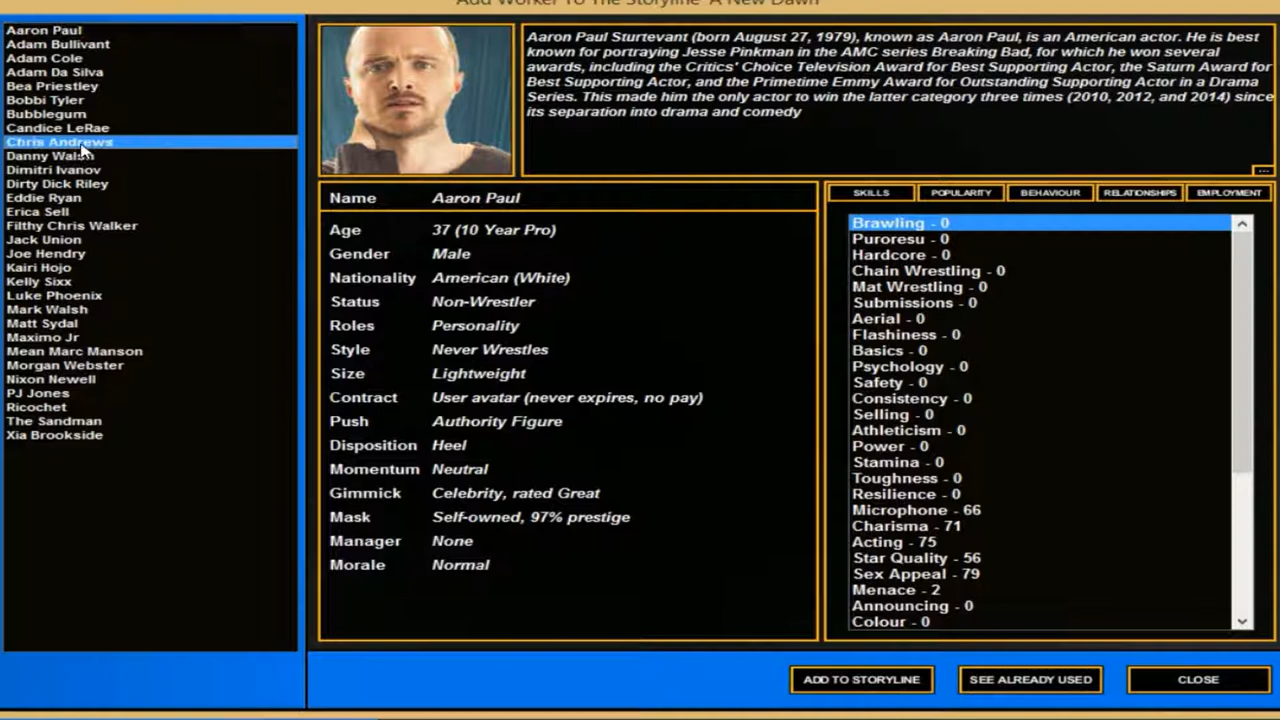 Add Worker To The Storyline 'A New Dawn'
Aaron Paul
Adam Bullivant
Adam Cole
Adam Da Silva
Bea Priestley
Bobbi Tyler
Bubblegum
Candice LeRae
Chris Andrews
Danny Walsh
Dimitri Ivanov
Dirty Dick Riley
Eddie Ryan
Erica Sell
Filthy Chris Walker
Jack Union
Joe Hendry
Kairi Hojo
Kelly Sixx
Luke Phoenix
Mark Walsh
Matt Sydal
Maximo Jr
Mean Marc Manson
Morgan Webster
Nixon Newell
PJ Jones
Ricochet
The Sandman
Xia Brookside
Aaron Paul Sturtevant (born August 27, 1979), known as Aaron Paul, is an American actor. He is best
known for portraying Jesse Pinkman in the AMC series Breaking Bad, for which he won several
awards, including the Critics' Choice Television Award for Best Supporting Actor, the Saturn Award for
Best Supporting Actor, and the Primetime Emmy Award for Outstanding Supporting Actor in a Drama
Series. This made him the only actor to win the latter category three times (2010, 2012, and 2014) since
its separation into drama and comedy
...
Name Aaron Paul
Age 37 (10 Year Pro)
Gender Male
Nationality American (White)
Status Non-Wrestler
Roles Personality
Style Never Wrestles
Size Lightweight
Contract User avatar (never expires, no pay)
Push Authority Figure
Disposition Heel
Momentum Neutral
Gimmick Celebrity, rated Great
Mask Self-owned, 97% prestige
Manager None
Morale Normal
SKILLS POPULARITY BEHAVIOUR RELATIONSHIPS EMPLOYMENT
Brawling - 0
Puroresu - 0
Hardcore - 0
Chain Wrestling - 0
Mat Wrestling - 0
Submissions - 0
Aerial - 0
Flashiness - 0
Basics - 0
Psychology - 0
Safety - 0
Consistency - 0
Selling - 0
Athleticism - 0
Power - 0
Stamina - 0
Toughness - 0
Resilience - 0
Microphone - 66
Charisma - 71
Acting - 75
Star Quality - 56
Sex Appeal - 79
Menace - 2
Announcing - 0
Colour - 0
ADD TO STORYLINE SEE ALREADY USED CLOSE